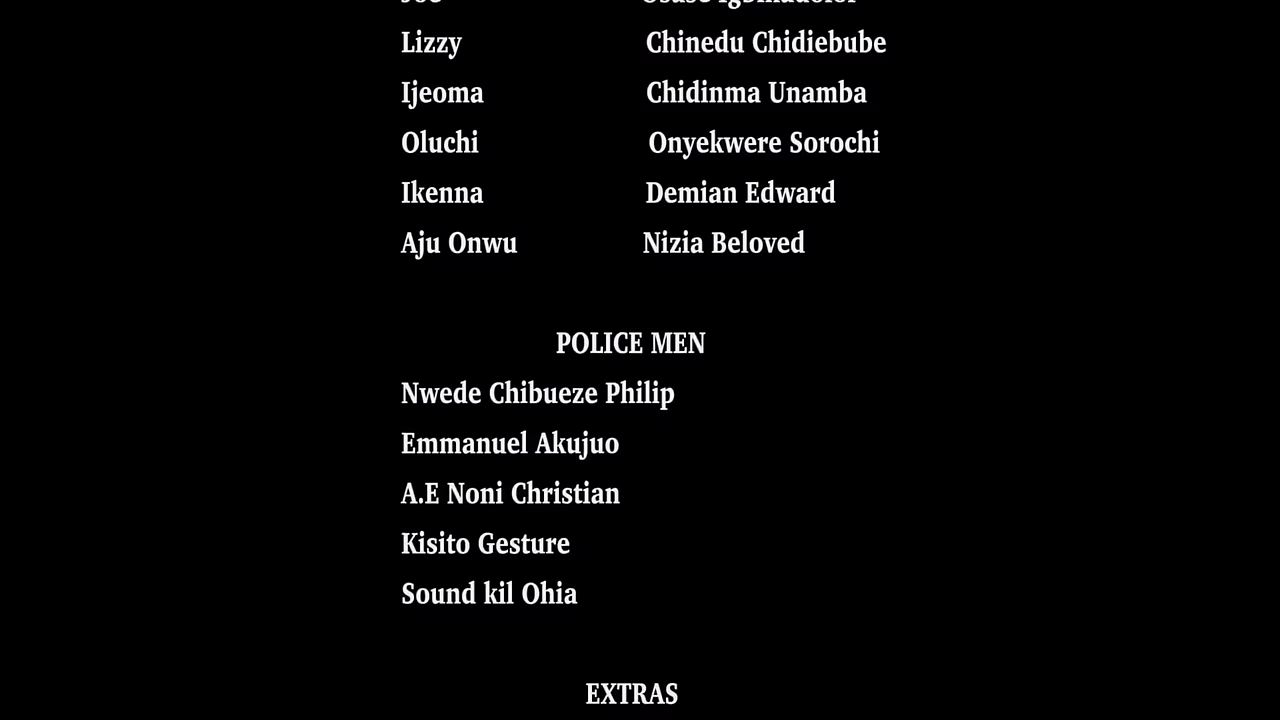 Lizzy Chinedu Chidiebube
Ijeoma Chidinma Unamba
Oluchi Onyekwere Sorochi
Ikenna Demian Edward
Aju Onwu Nizia Beloved
POLICE MEN
Nwede Chibueze Philip
Emmanuel Akujuo
A.E Noni Christian
Kisito Gesture
Sound kil Ohia
EXTRAS